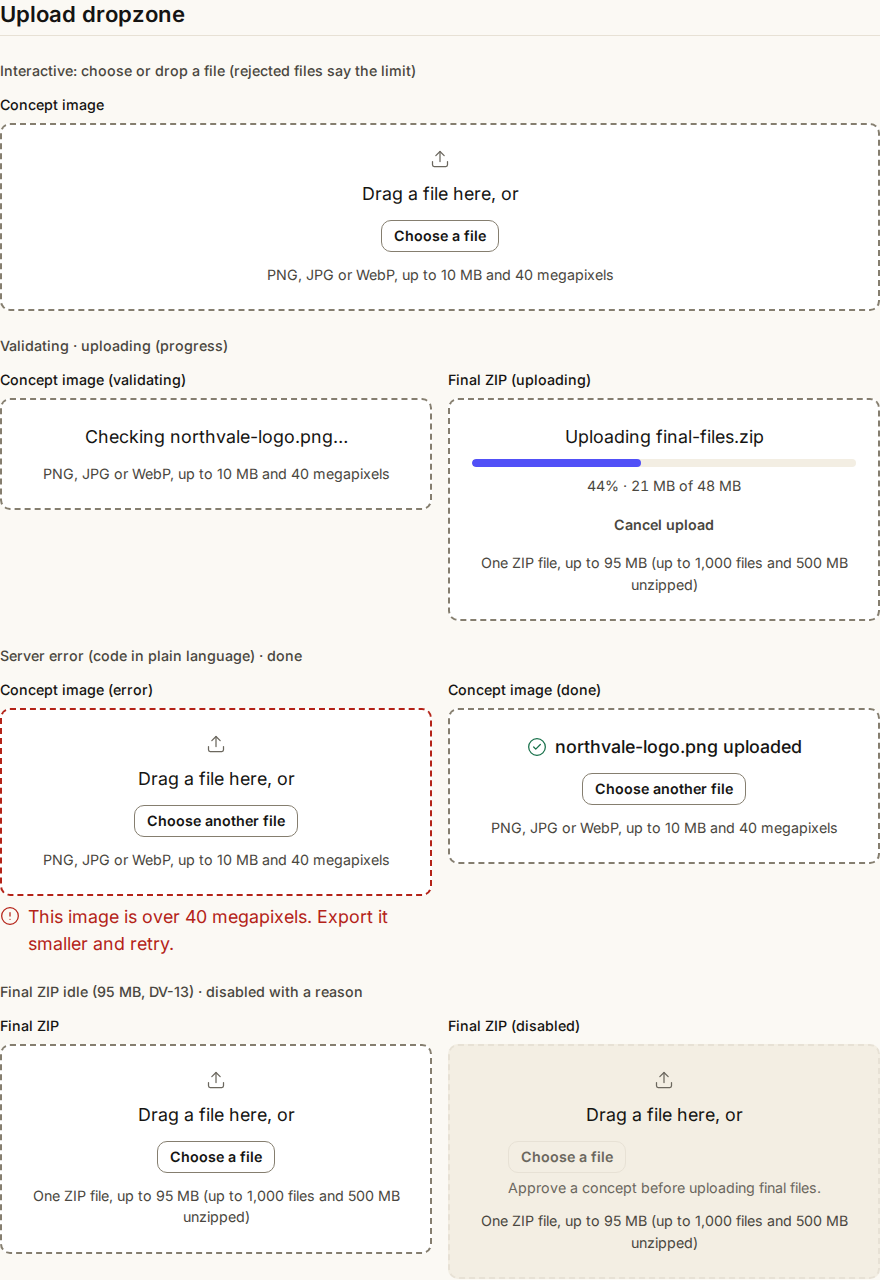 Upload dropzone
Interactive: choose or drop a file (rejected files say the limit)
Concept image
Drag a file here, or
Choose a file
PNG, JPG or WebP, up to 10 MB and 40 megapixels
Validating · uploading (progress)
Concept image (validating)
Checking northvale-logo.png...
PNG, JPG or WebP, up to 10 MB and 40 megapixels
Final ZIP (uploading)
Uploading final-files.zip
44% · 21 MB of 48 MB
Cancel upload
One ZIP file, up to 95 MB (up to 1,000 files and 500 MB
unzipped)
Server error (code in plain language) · done
Concept image (error)
Drag a file here, or
Choose another file
PNG, JPG or WebP, up to 10 MB and 40 megapixels
This image is over 40 megapixels. Export it
smaller and retry.
Concept image (done)
northvale-logo.png uploaded
Choose another file
PNG, JPG or WebP, up to 10 MB and 40 megapixels
Final ZIP idle (95 MB, DV-13) · disabled with a reason
Final ZIP
Drag a file here, or
Choose a file
One ZIP file, up to 95 MB (up to 1,000 files and 500 MB
unzipped)
Final ZIP (disabled)
Drag a file here, or
Choose a file
Approve a concept before uploading final files.
One ZIP file, up to 95 MB (up to 1,000 files and 500 MB
unzipped)